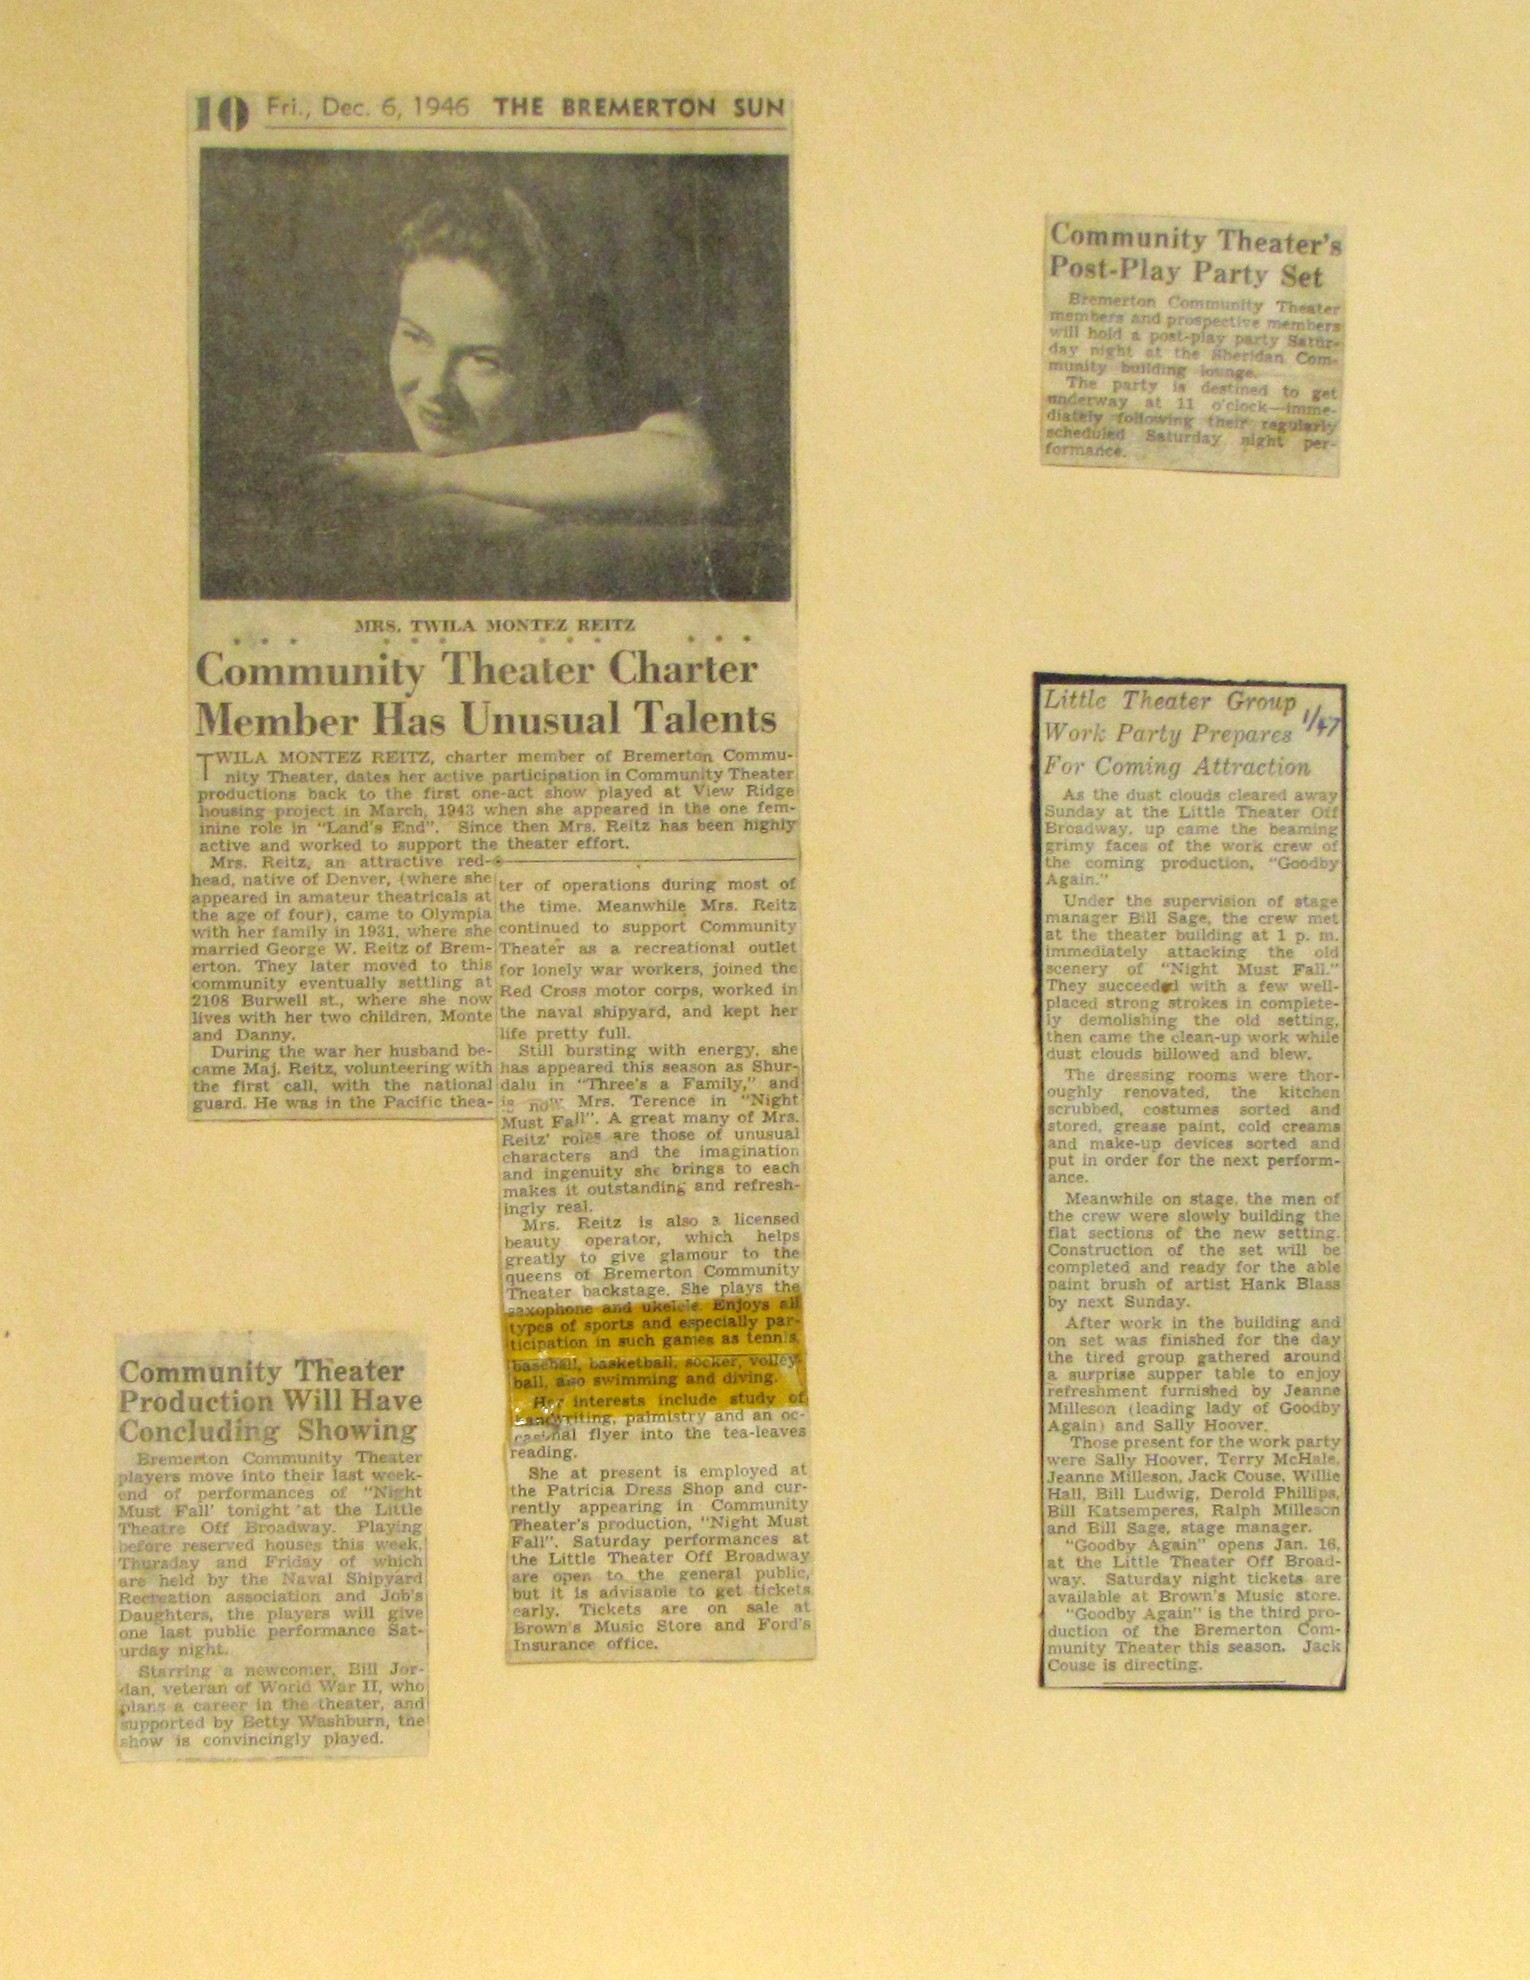 10 Fri., Dec. 6, 1946 THE BREMERTON SUN
MRS. TWILA MONTEZ REITZ
Community Theater Charter
Member Has Unusual Talents
TWILA MONTEZ REITZ, charter member of Bremerton Commu-
nity Theater, dates her active participation in Community Theater
productions back to the first one-act show played at View Ridge
housing project in March, 1943 when she appeared in the one fem-
inine role in "Land's End". Since then Mrs. Reitz has been highly
active and worked to support the theater effort.
Mrs. Reitz, an attractive red-
head, native of Denver, (where she
appeared in amateur theatricals at
the age of four), came to Olympia
with her family in 1931, where she
married George W. Reitz of Brem-
erton. They later moved to this
community eventually settling at
2108 Burwell st., where she now
lives with her two children, Monte
and Danny.
During the war her husband be-
came Maj. Reitz, volunteering with
the first call, with the national
guard. He was in the Pacific thea-
ter of operations during most of
the time. Meanwhile Mrs. Reitz
continued to support Community
Theater as a recreational outlet
for lonely war workers, joined the
Red Cross motor corps, worked in
the naval shipyard, and kept her
life pretty full.
Still bursting with energy, she
has appeared this season as Shur-
dalu in "Three's a Family," and
is now Mrs. Terence in "Night
Must Fall". A great many of Mrs.
Reitz' roles are those of unusual
characters and the imagination
and ingenuity she brings to each
makes it outstanding and refresh-
ingly real.
Mrs. Reitz is also a licensed
beauty operator, which helps
greatly to give glamour to the
queens of Bremerton Community
Theater backstage. She plays the
saxophone and ukelele. Enjoys all
types of sports and especially par-
ticipation in such games as tennis,
baseball, basketball, socker, volley-
ball, also swimming and diving.
Her interests include study of
handwriting, palmistry and an oc-
casional flyer into the tea-leaves
reading.
She at present is employed at
the Patricia Dress Shop and cur-
rently appearing in Community
Theater's production, "Night Must
Fall". Saturday performances at
the Little Theater Off Broadway
are open to the general public,
but it is advisable to get tickets
early. Tickets are on sale at
Brown's Music Store and Ford's
Insurance office.
Community Theater
Production Will Have
Concluding Showing
Bremerton Community Theater
players move into their last week-
end of performances of "Night
Must Fall' tonight at the Little
Theatre Off Broadway. Playing
before reserved houses this week,
Thursday and Friday of which
are held by the Naval Shipyard
Recreation association and Job's
Daughters, the players will give
one last public performance Sat-
urday night.
Starring a newcomer, Bill Jor-
dan, veteran of World War II, who
plans a career in the theater, and
supported by Betty Washburn, the
show is convincingly played.
Community Theater's
Post-Play Party Set
Bremerton Community Theater
members and prospective members
will hold a post-play party Satur-
day night at the Sheridan Com-
munity building lounge.
The party is destined to get
underway at 11 o'clock—imme-
diately following their regularly
scheduled Saturday night per-
formance.
Little Theater Group
Work Party Prepares 1/47
For Coming Attraction
As the dust clouds cleared away
Sunday at the Little Theater Off
Broadway, up came the beaming
grimy faces of the work crew of
the coming production, "Goodby
Again."
Under the supervision of stage
manager Bill Sage, the crew met
at the theater building at 1 p. m.
immediately attacking the old
scenery of "Night Must Fall."
They succeeded with a few well-
placed strong strokes in complete-
ly demolishing the old setting,
then came the clean-up work while
dust clouds billowed and blew.
The dressing rooms were thor-
oughly renovated, the kitchen
scrubbed, costumes sorted and
stored, grease paint, cold creams
and make-up devices sorted and
put in order for the next perform-
ance.
Meanwhile on stage, the men of
the crew were slowly building the
flat sections of the new setting.
Construction of the set will be
completed and ready for the able
paint brush of artist Hank Blass
by next Sunday.
After work in the building and
on set was finished for the day
the tired group gathered around
a surprise supper table to enjoy
refreshment furnished by Jeanne
Milleson (leading lady of Goodby
Again) and Sally Hoover.
Those present for the work party
were Sally Hoover, Terry McHale,
Jeanne Milleson, Jack Couse, Willie
Hall, Bill Ludwig, Derold Phillips,
Bill Katsemperes, Ralph Milleson
and Bill Sage, stage manager.
"Goodby Again" opens Jan. 16,
at the Little Theater Off Broad-
way. Saturday night tickets are
available at Brown's Music store.
"Goodby Again" is the third pro-
duction of the Bremerton Com-
munity Theater this season. Jack
Couse is directing.